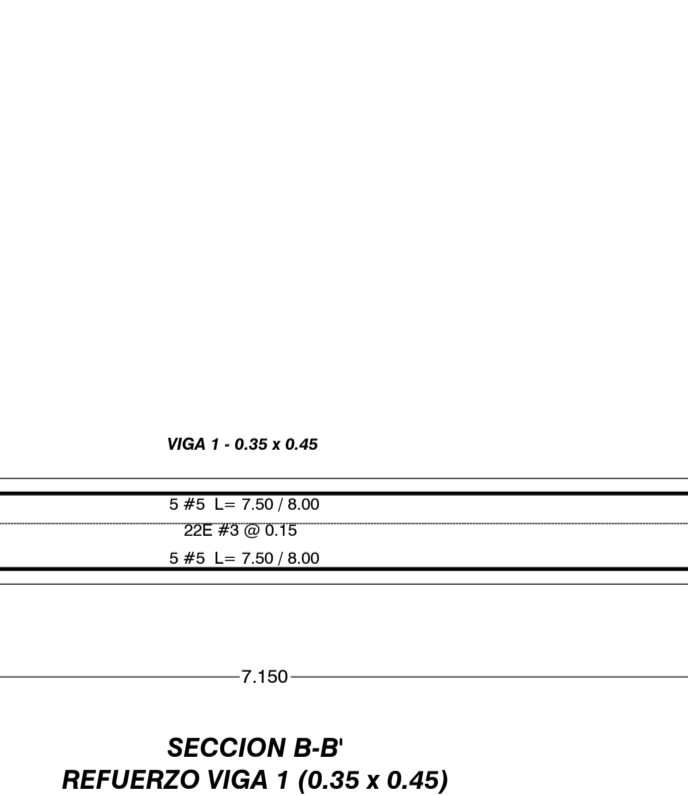 VIGA 1 - 0.35 x 0.45
5 #5 L= 7.50 / 8.00
22E #3 @ 0.15
5 #5 L= 7.50 / 8.00
7.150
SECCION B-B'
REFUERZO VIGA 1 (0.35 x 0.45)